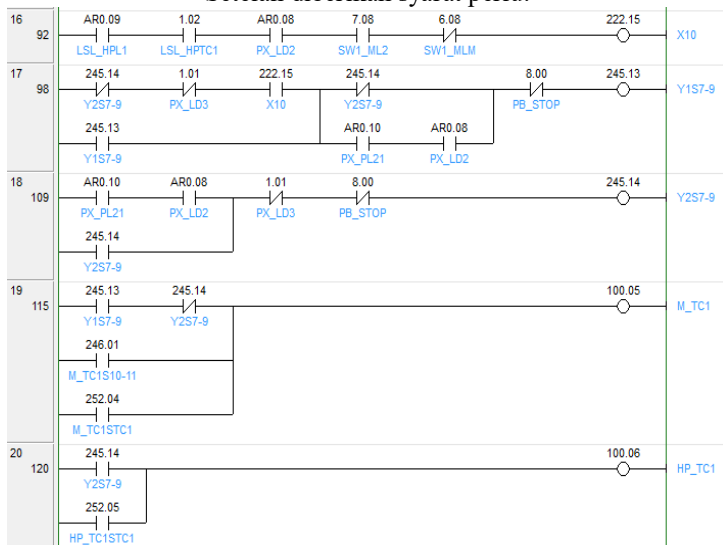 16 AR0.09 1.02 AR0.08 7.08 6.08 222.15
92 X10
LSL_HPL1 LSL_HPTC1 PX_LD2 SW1_ML2 SW1_MLM
17 245.14 1.01 222.15 245.14 8.00 245.13
98 Y1S7-9
Y2S7-9 PX_LD3 X10 Y2S7-9 PB_STOP
245.13 AR0.10 AR0.08
Y1S7-9 PX_PL21 PX_LD2
18 AR0.10 AR0.08 1.01 8.00 245.14
109 Y2S7-9
PX_PL21 PX_LD2 PX_LD3 PB_STOP
245.14
Y2S7-9
19 245.13 245.14 100.05
115 M_TC1
Y1S7-9 Y2S7-9
246.01
M_TC1S10-11
252.04
M_TC1STC1
20 245.14 100.06
120 HP_TC1
Y2S7-9
252.05
HP_TC1STC1